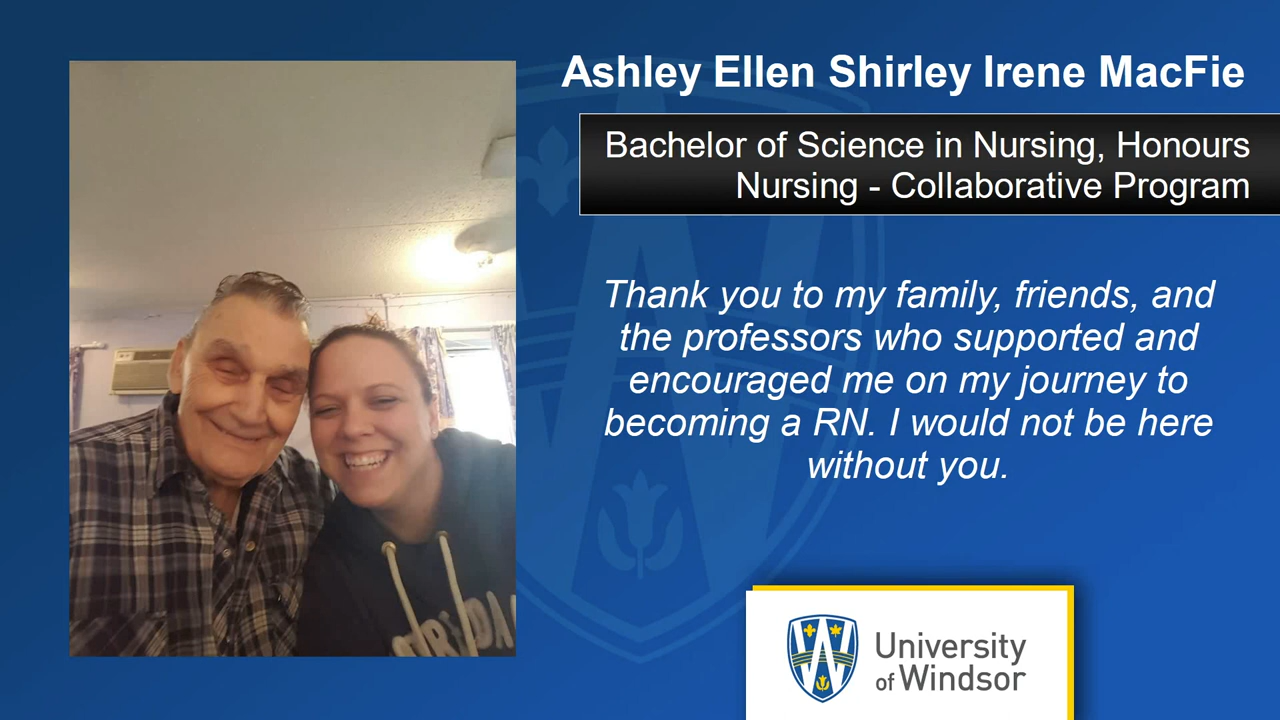 Ashley Ellen Shirley Irene MacFie
Bachelor of Science in Nursing, Honours
Nursing - Collaborative Program
Thank you to my family, friends, and
the professors who supported and
encouraged me on my journey to
becoming a RN. I would not be here
without you.
University
of Windsor